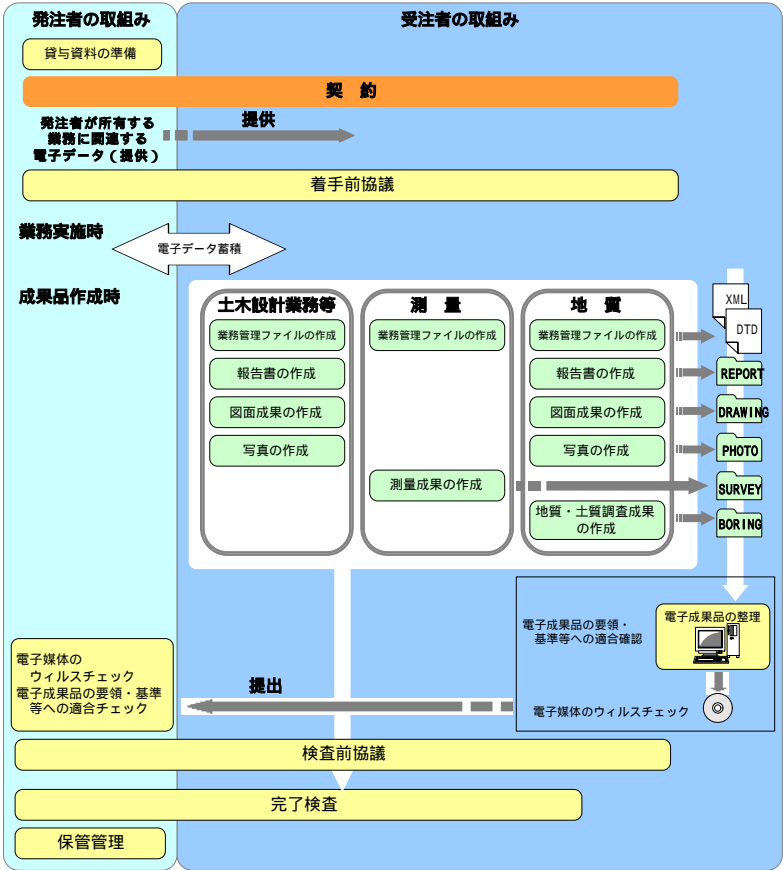 発注者の取組み
受注者の取組み
貸与資料の準備
契　約
発注者が所有する
業務に関連する
電子データ（提供）
提供
着手前協議
業務実施時
電子データ蓄積
成果品作成時
土木設計業務等
業務管理ファイルの作成
報告書の作成
図面成果の作成
写真の作成
測　量
業務管理ファイルの作成
測量成果の作成
地　質
業務管理ファイルの作成
報告書の作成
図面成果の作成
写真の作成
地質・土質調査成果
の作成
XML
DTD
REPORT
DRAWING
PHOTO
SURVEY
BORING
電子成果品の要領・
基準等への適合確認
電子成果品の整理
電子媒体のウィルスチェック
提出
電子媒体の
ウィルスチェック
電子成果品の要領・基準
等への適合チェック
検査前協議
完了検査
保管管理